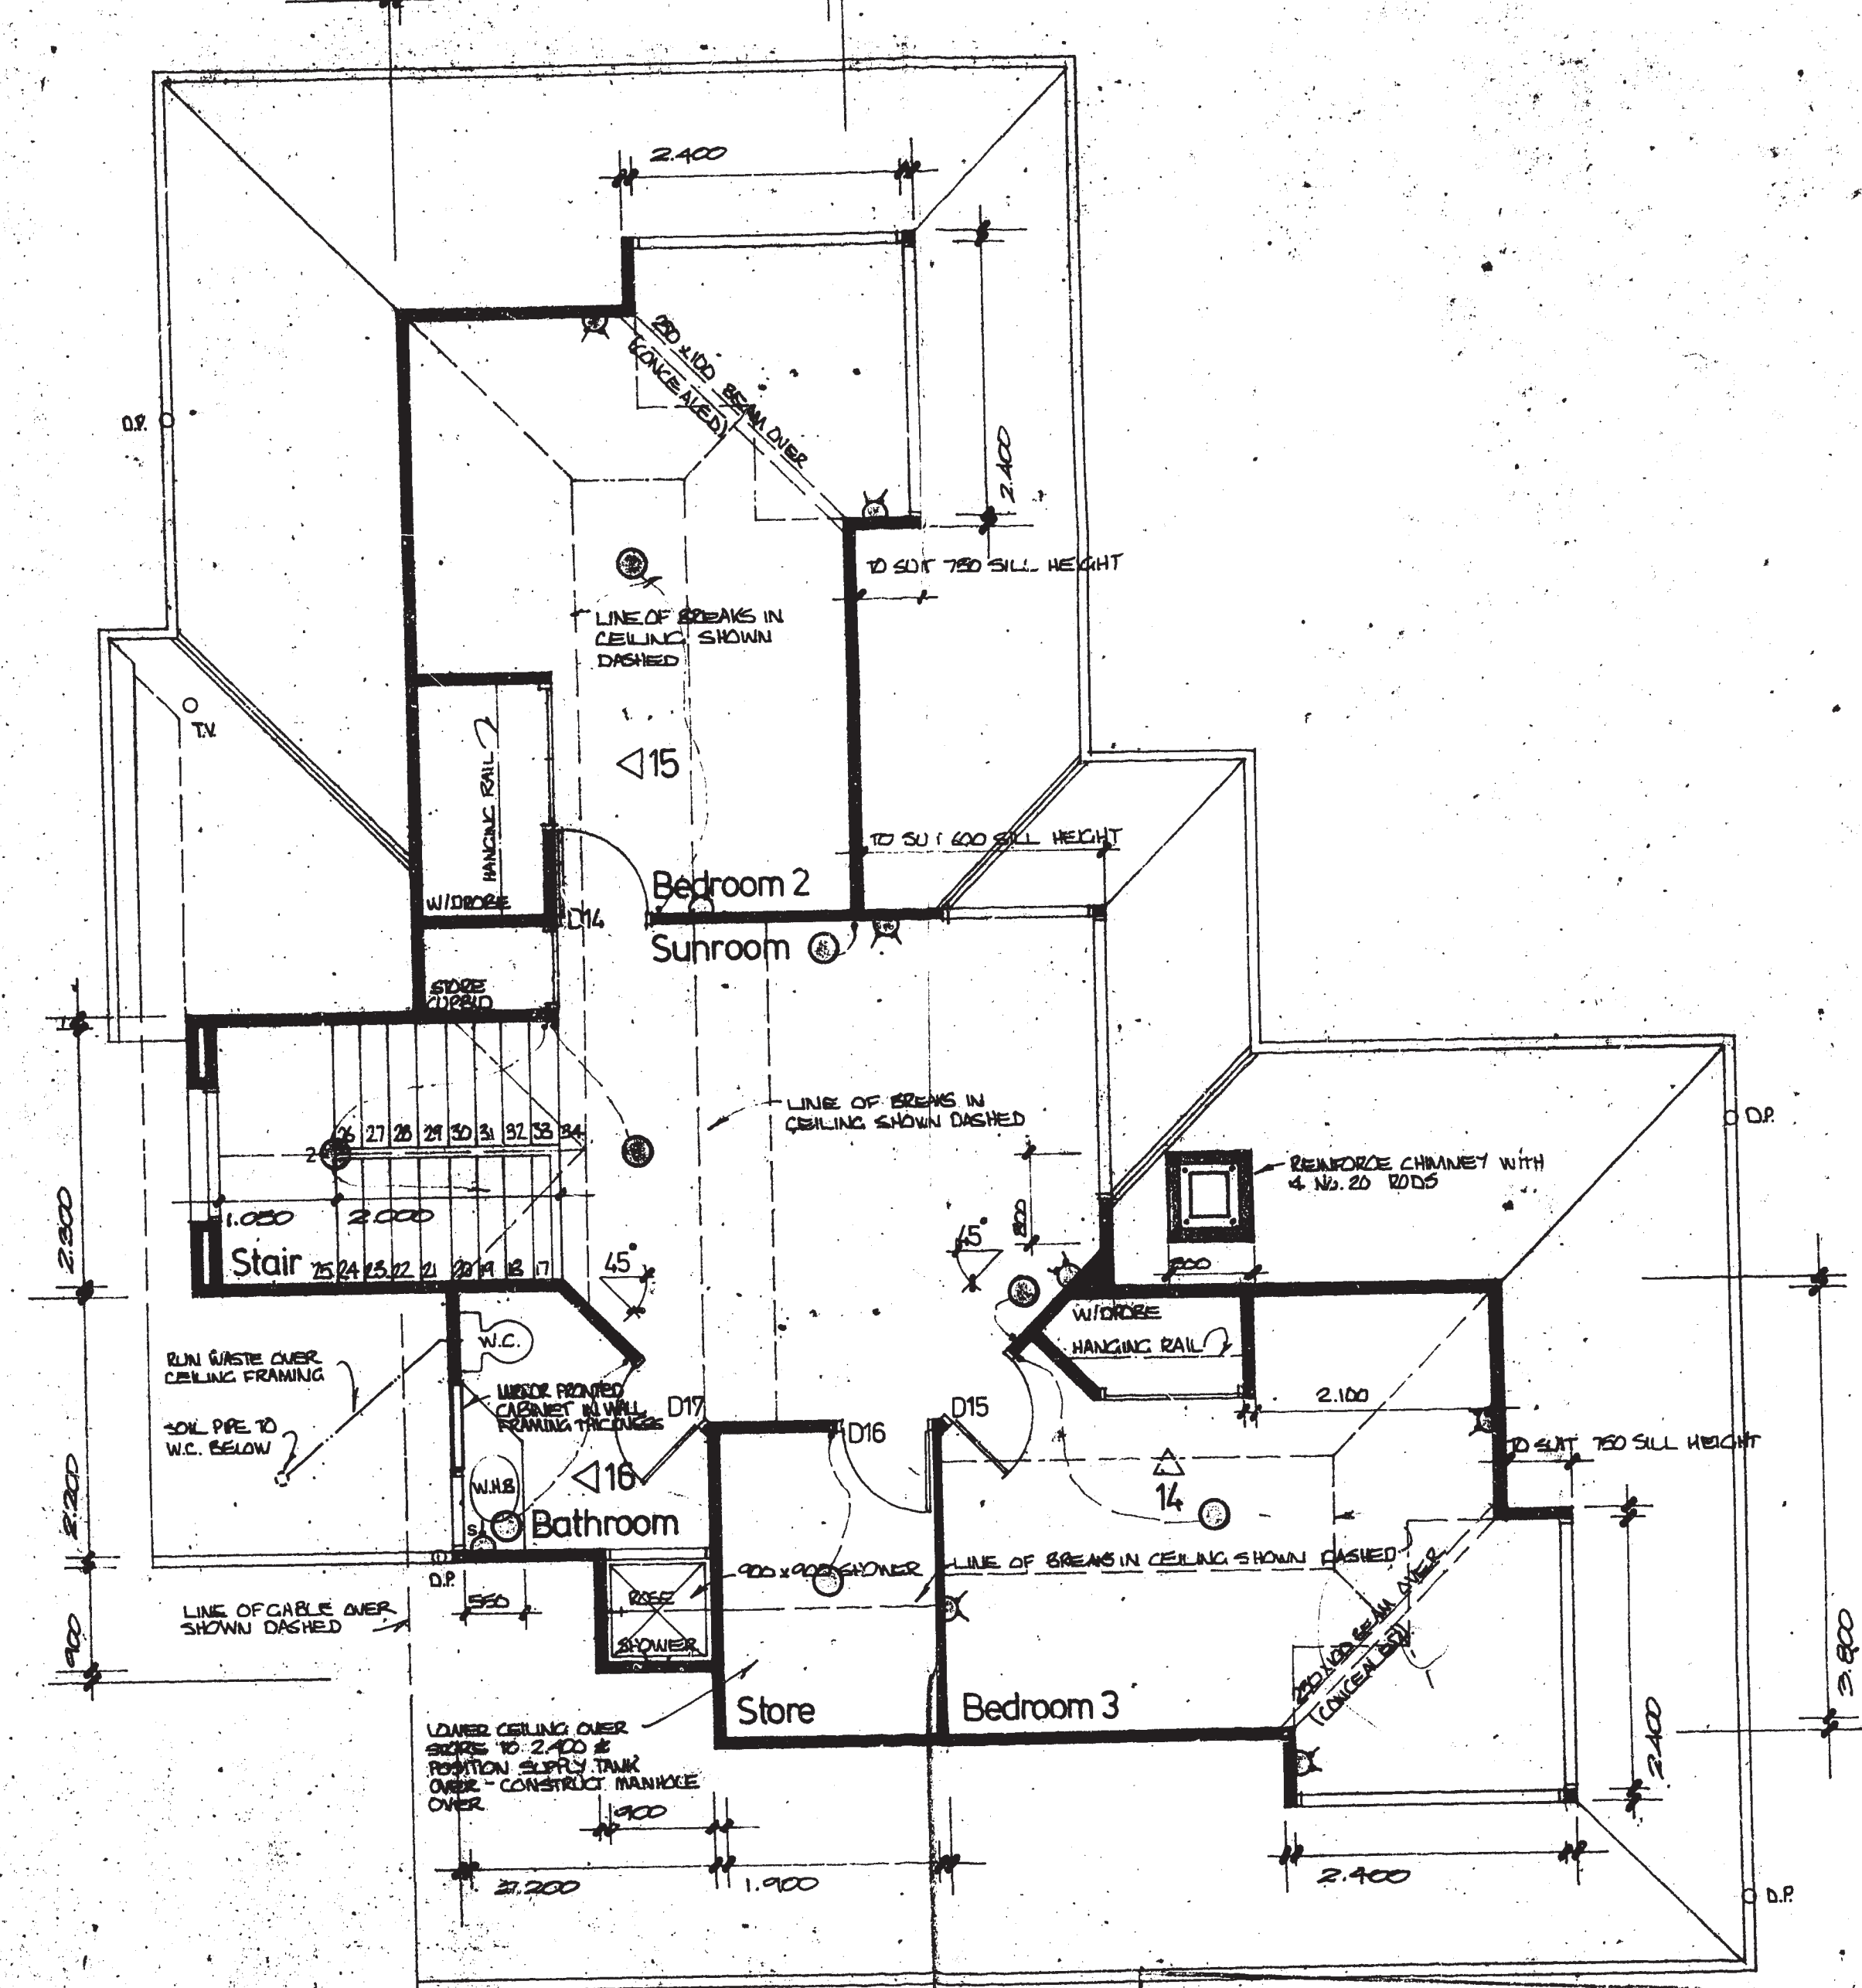 2.400
250 x 100 BEAM OVER
(CONCEALED)
D.P.
2.400
TO SUIT 750 SILL HEIGHT
LINE OF BREAKS IN
CEILING SHOWN
DASHED
T.V.
15
HANGING RAIL
TO SUIT 600 SILL HEIGHT
Bedroom 2
W/DROBE
D14
Sunroom
STORE
CUPB'D
LINE OF BREAKS IN
CEILING SHOWN DASHED
D.P.
26 27 28 29 30 31 32 33 34
REINFORCE CHIMNEY WITH
4 No. 20 RODS
2.300
1.050
2.000
800
45°
45°
Stair
25 24 23 22 21 20 19 18 17
800
W/DROBE
HANGING RAIL
W.C.
RUN WASTE OVER
CEILING FRAMING
MIRROR FRONTED
CABINET IN WALL
FRAMING THICKNESS
2.100
D17
D16
D15
SOIL PIPE TO
W.C. BELOW
TO SUIT 750 SILL HEIGHT
16
W.H.B
14
2.200
Bathroom
900 x 900 SHOWER
LINE OF BREAKS IN CEILING SHOWN DASHED
D.P.
550
ROSE
SHOWER
LINE OF GABLE OVER
SHOWN DASHED
900
BEAM OVER
(CONCEALED)
3.800
Store
Bedroom 3
2.400
LOWER CEILING OVER
STORE TO 2.400 &
POSITION SUPPLY TANK
OVER - CONSTRUCT MANHOLE
OVER
900
2.200
1.900
2.400
D.P.